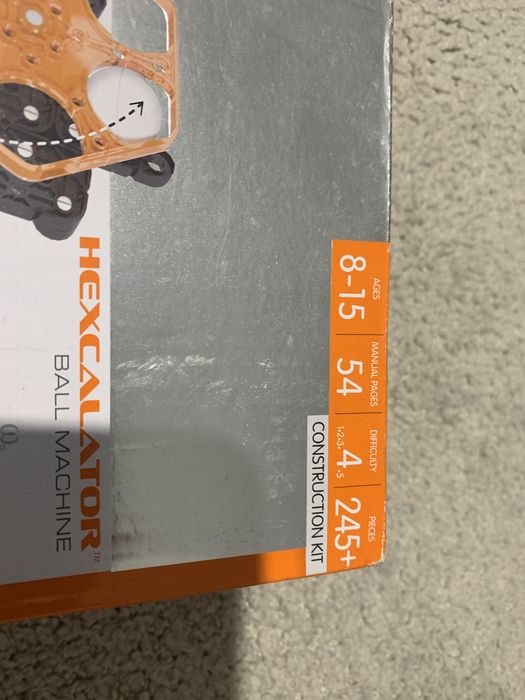 AGES
8-15
MANUAL PAGES
54
DIFFICULTY
1•2•3• 4 •5
PIECES
245+
CONSTRUCTION KIT
HEXCALATOR™
BALL MACHINE